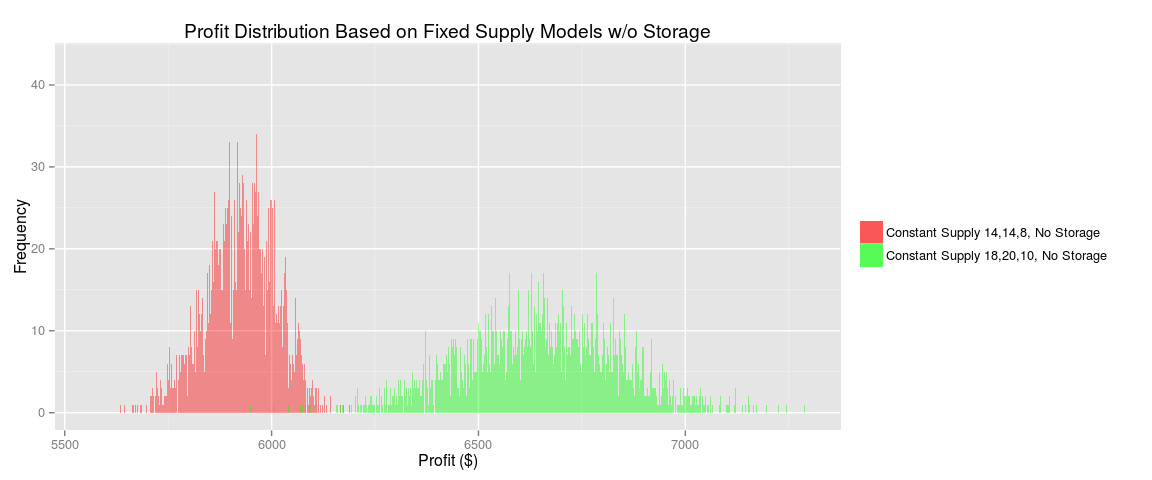 Profit Distribution Based on Fixed Supply Models w/o Storage
Frequency
40
30
20
10
0
5500 6000 6500 7000
Profit ($)
Constant Supply 14,14,8, No Storage
Constant Supply 18,20,10, No Storage